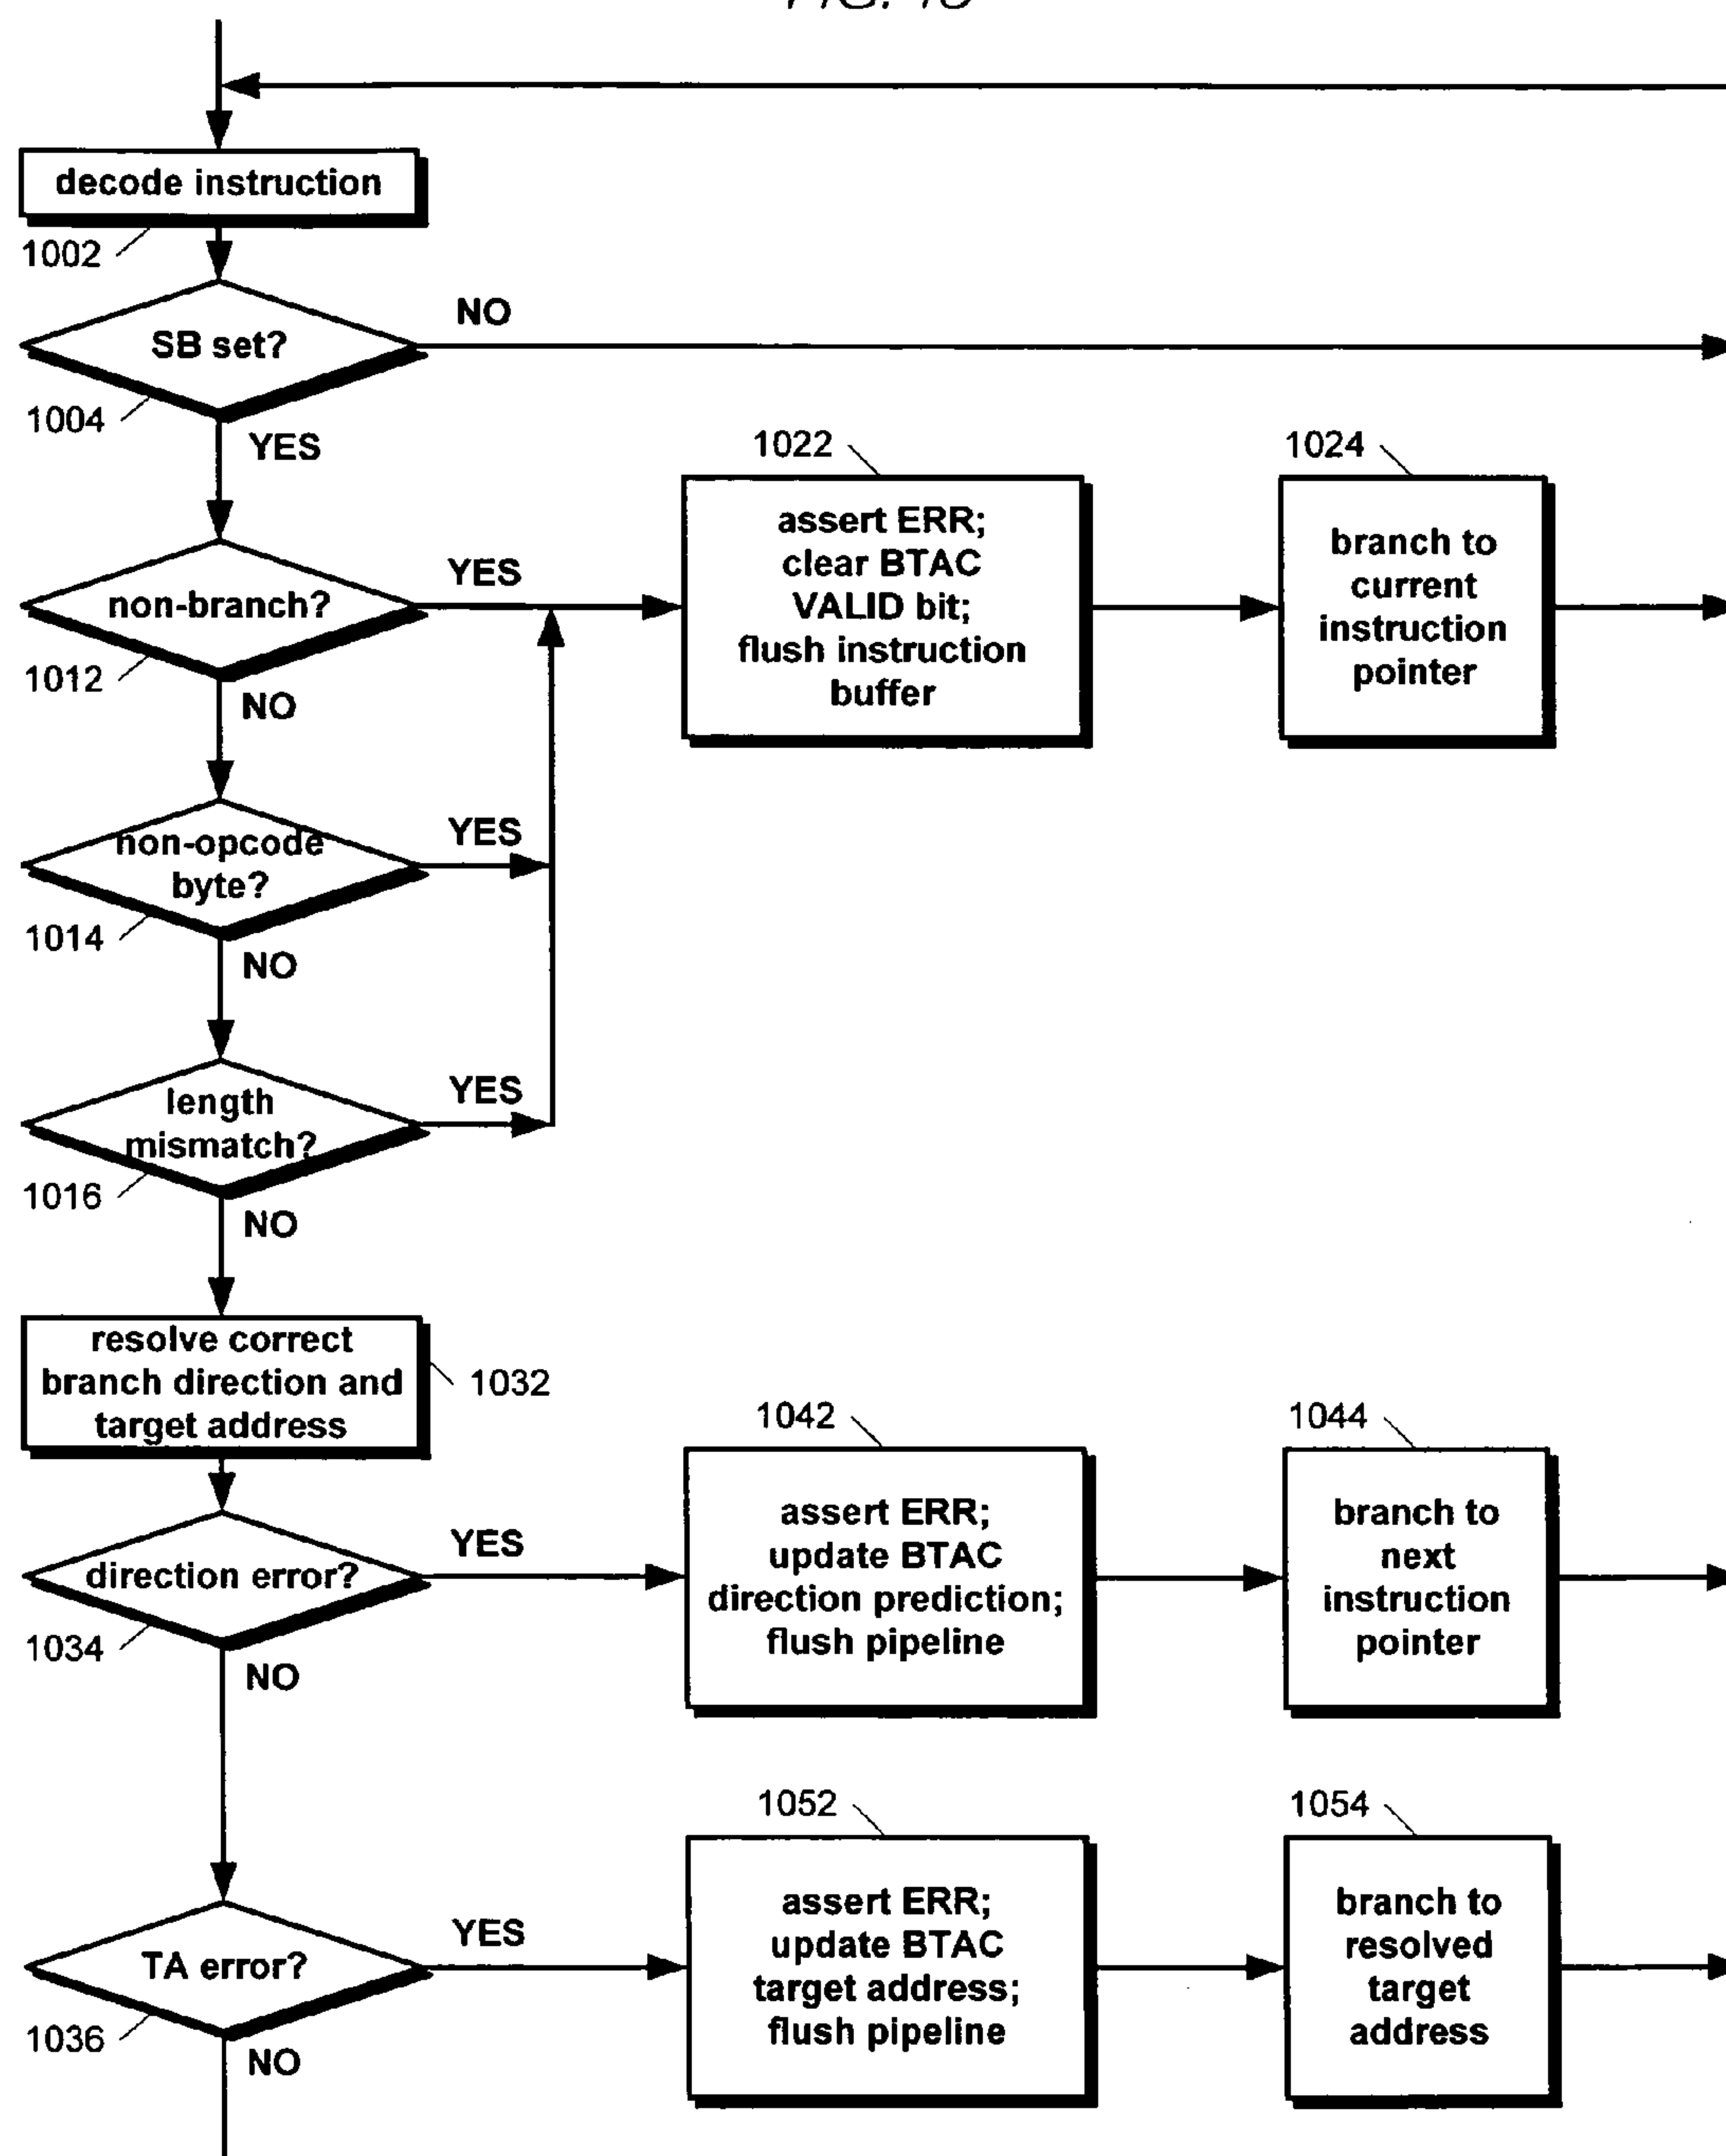 FIG. 10
decode instruction
1002
SB set?
NO
1004
YES
1022
1024
non-branch?
YES
assert ERR;
clear BTAC
VALID bit;
flush instruction
buffer
branch to
current
instruction
pointer
1012
NO
non-opcode
byte?
YES
1014
NO
length
mismatch?
YES
1016
NO
resolve correct
branch direction and
target address
1032
1042
1044
direction error?
YES
assert ERR;
update BTAC
direction prediction;
flush pipeline
branch to
next
instruction
pointer
1034
NO
1052
1054
TA error?
YES
assert ERR;
update BTAC
target address;
flush pipeline
branch to
resolved
target
address
1036
NO